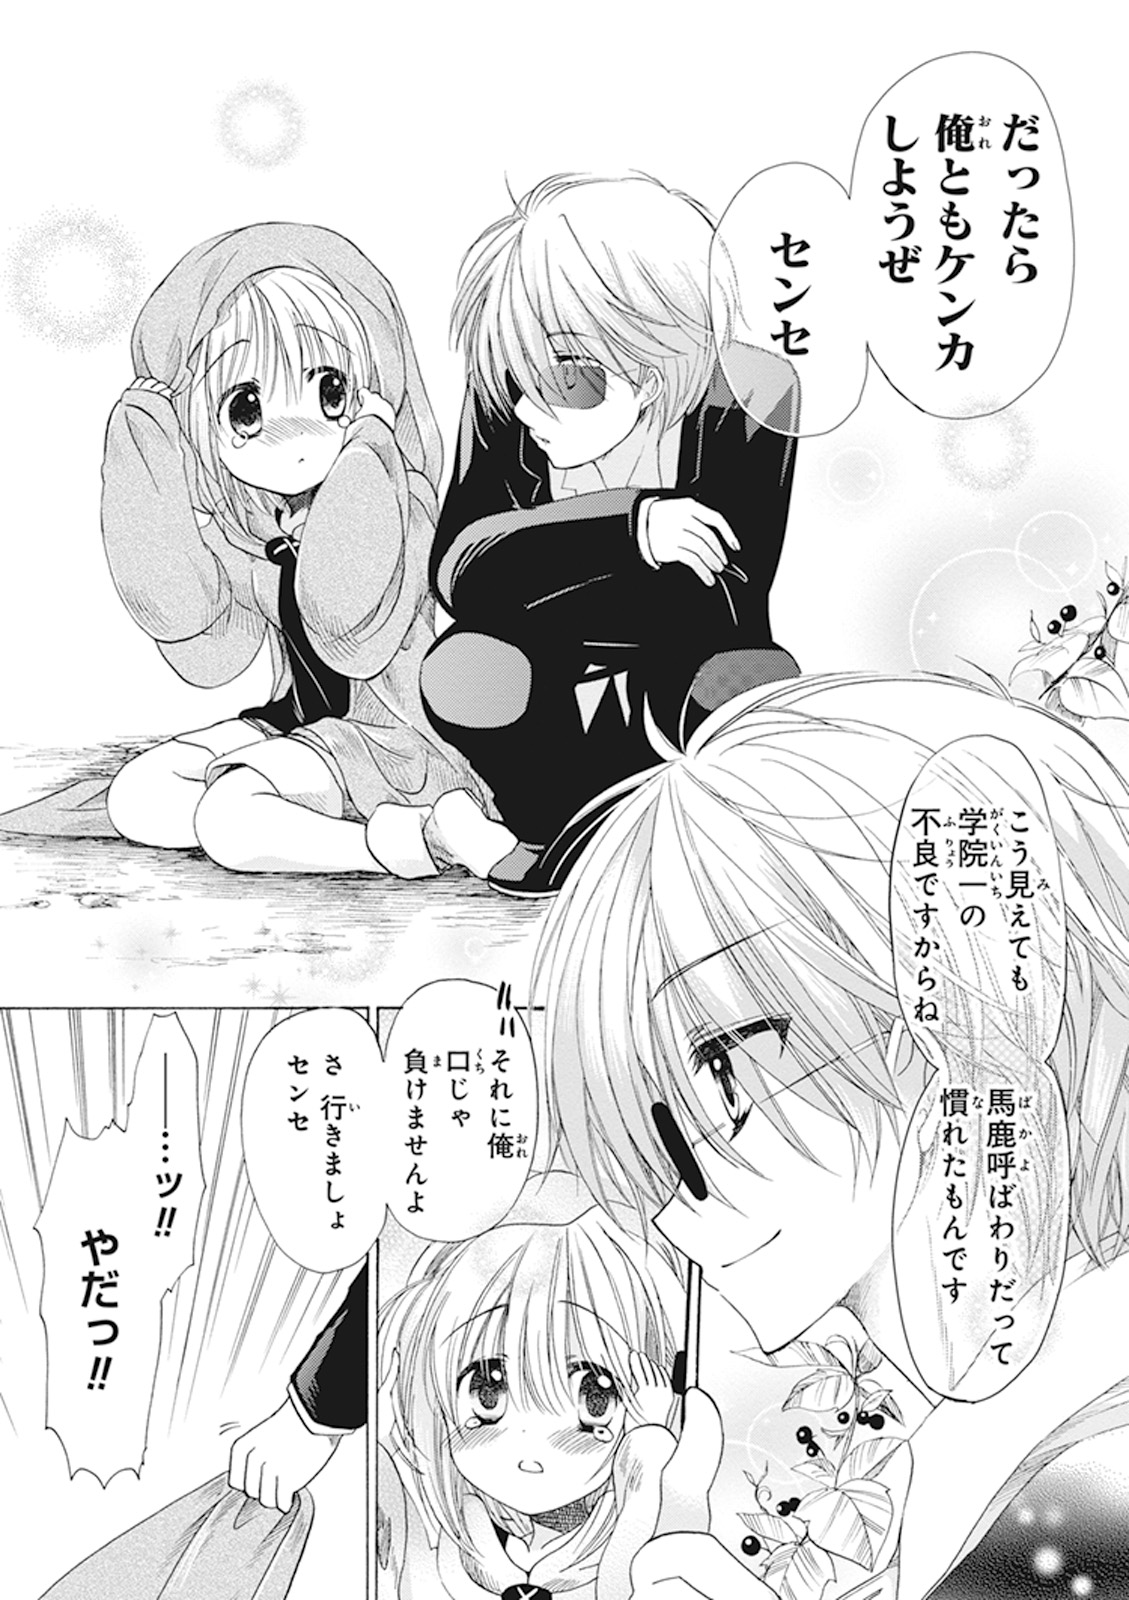 だったら
俺ともケンカ
しようぜ
センセ
こう見えても
学院一の
不良ですからね
馬鹿呼ばわりだって
慣れたもんです
それに俺
口じゃ
負けませんよ
さ 行きましょ
センセ
――…ッ!!
やだっ!!